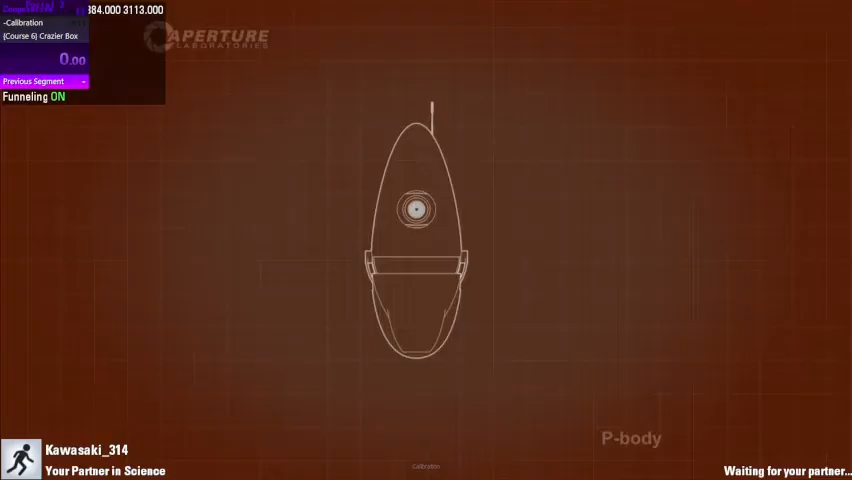 384.000 3113.000
-Calibration
{Course 6} Crazier Box
0.00
Previous Segment -
Funneling ON
APERTURE
LABORATORIES
P-body
Kawasaki_314
Your Partner in Science
Calibration
Waiting for your partner...